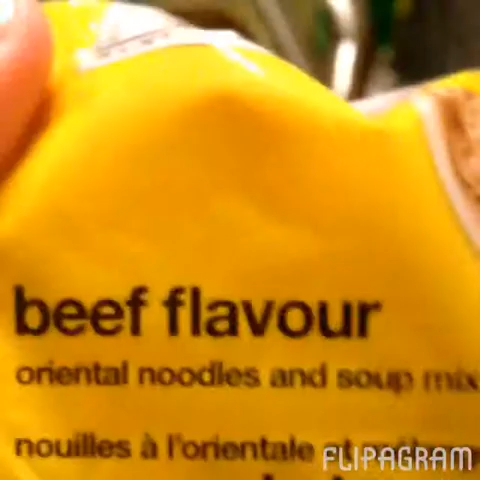 beef flavour
oriental noodles and soup mix
nouilles à l'orientale et
FLIPAGRAM